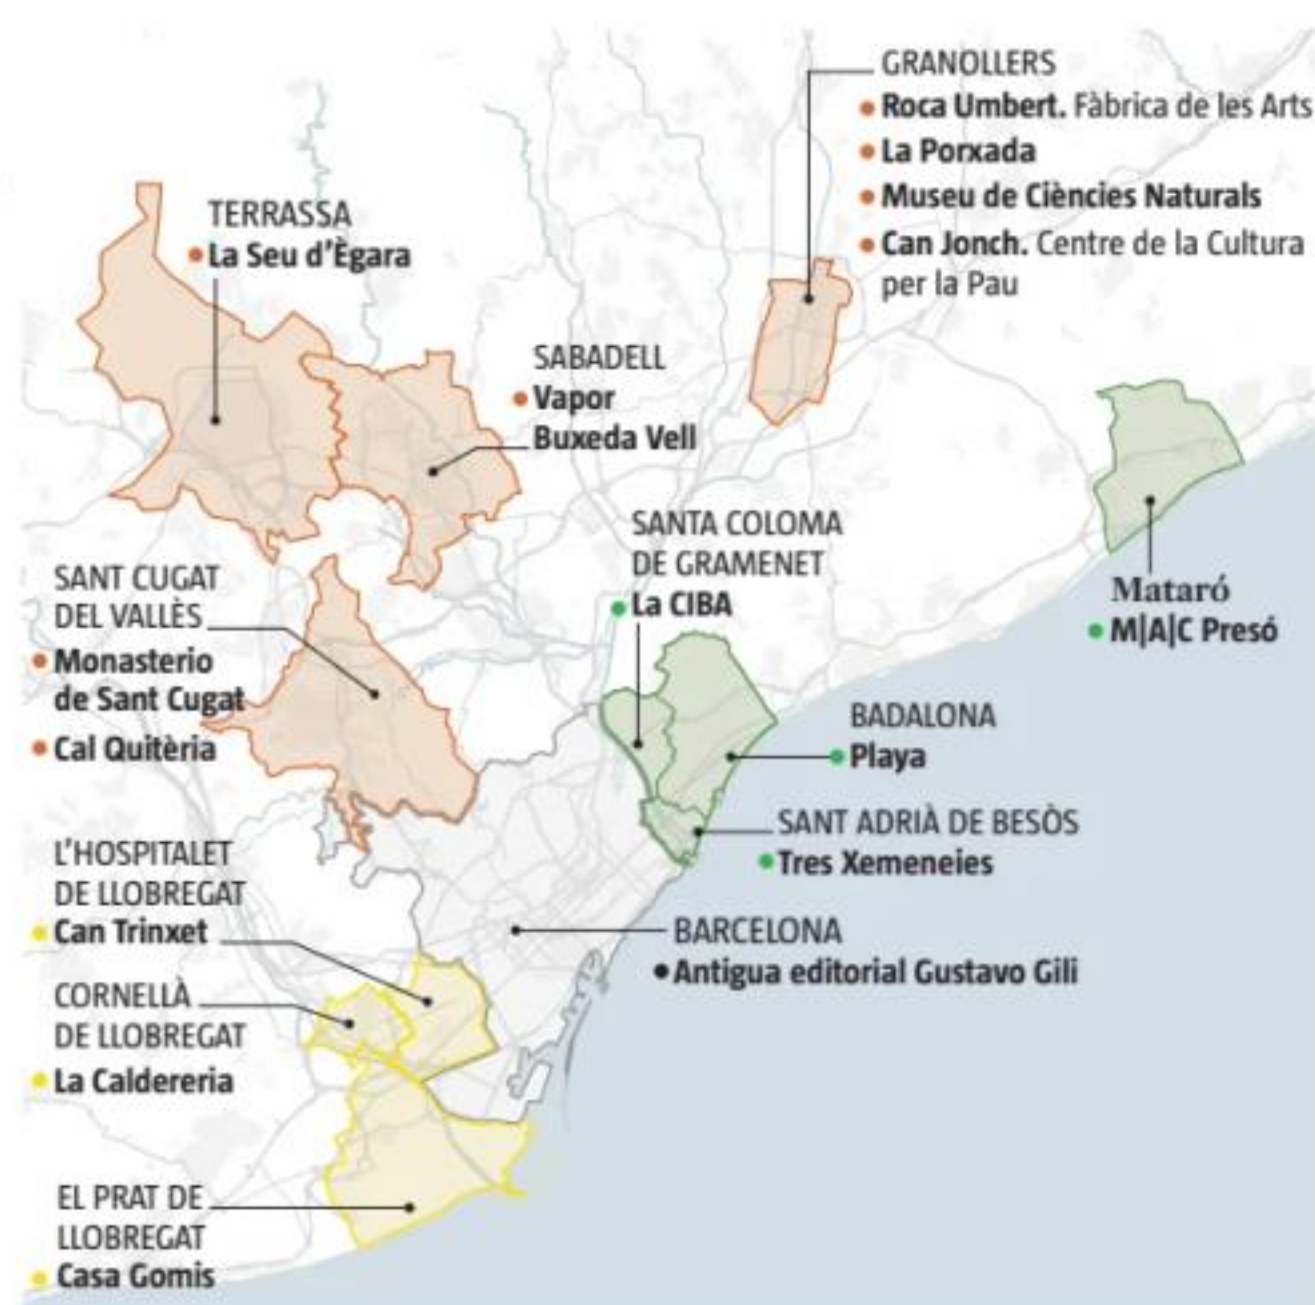 GRANOLLERS
Roca Umbert. Fàbrica de les Arts
La Porxada
Museu de Ciències Naturals
Can Jonch. Centre de la Cultura
per la Pau
TERRASSA
La Seu d'Ègara
SABADELL
Vapor
Buxeda Vell
SANTA COLOMA
DE GRAMENET
La CIBA
SANT CUGAT
DEL VALLÈS
Monasterio
de Sant Cugat
Cal Quitèria
Mataró
M|A|C Presó
BADALONA
Playa
SANT ADRIÀ DE BESÒS
Tres Xemeneies
L'HOSPITALET
DE LLOBREGAT
Can Trinxet
BARCELONA
Antigua editorial Gustavo Gili
CORNELLÀ
DE LLOBREGAT
La Caldereria
EL PRAT DE
LLOBREGAT
Casa Gomis